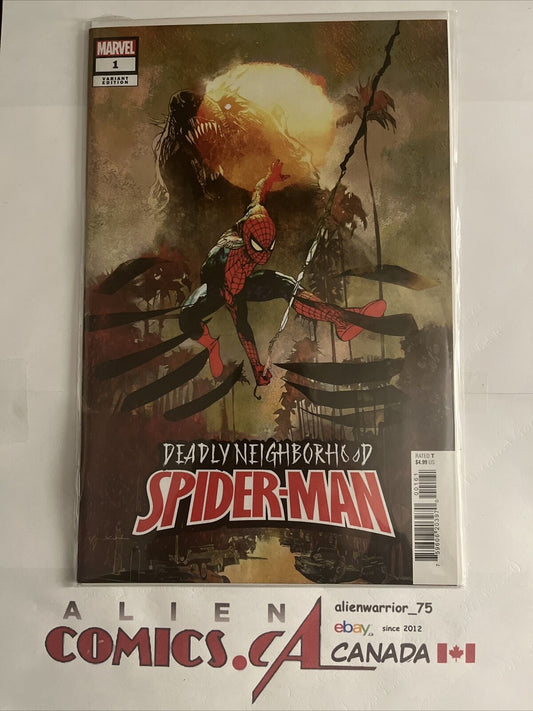 MARVEL
1
VARIANT
EDITION
DEADLY NEIGHBORHOOD
SPIDER-MAN
RATED T
$4.99 US
00161
ALIEN
COMICS.CA
alienwarrior_75
ebay.ca since 2012
CANADA